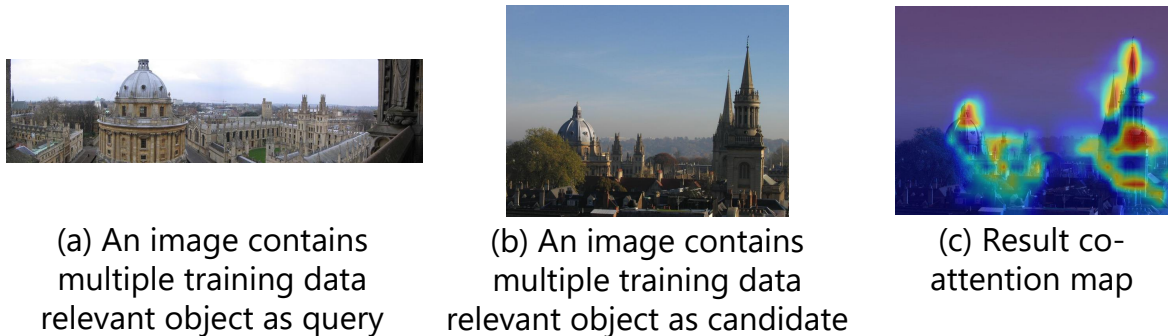 (a) An image contains
multiple training data
relevant object as query
(b) An image contains
multiple training data
relevant object as candidate
(c) Result co-
attention map